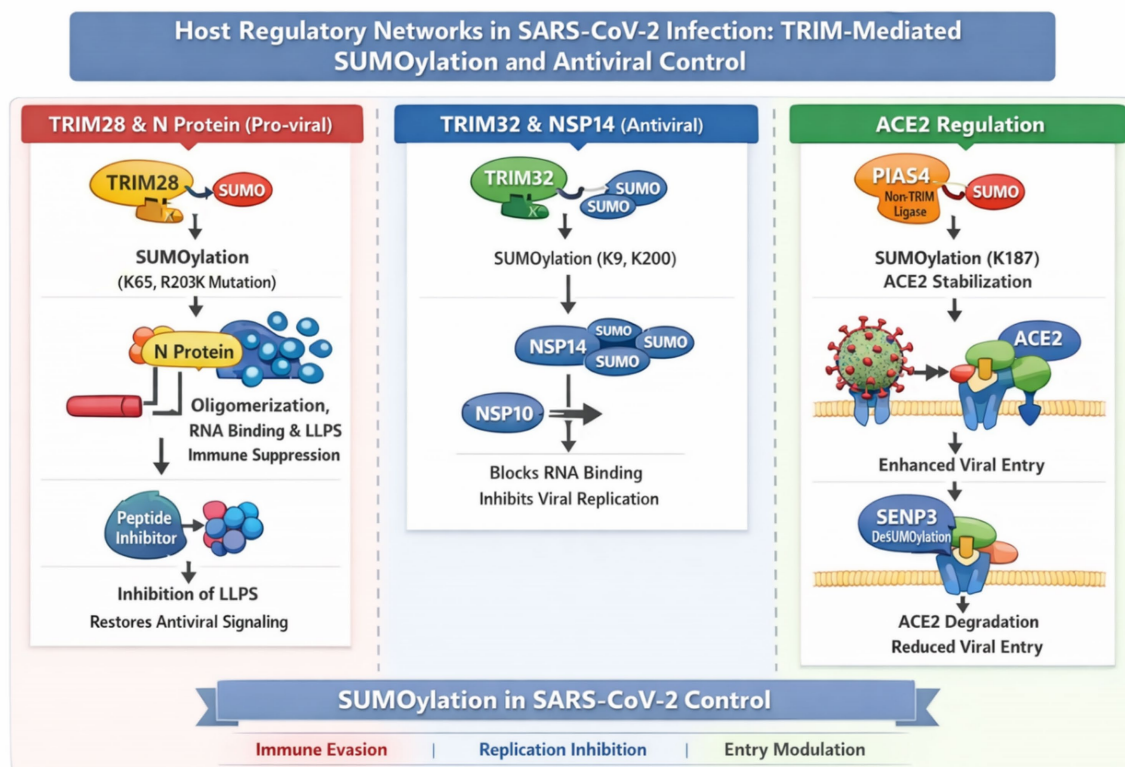 Host Regulatory Networks in SARS-CoV-2 Infection: TRIM-Mediated
SUMOylation and Antiviral Control
TRIM28 & N Protein (Pro-viral)
TRIM28
SUMO
SUMOylation
(K65, R203K Mutation)
N Protein
Oligomerization,
RNA Binding & LLPS
Immune Suppression
Peptide
Inhibitor
Inhibition of LLPS
Restores Antiviral Signaling
TRIM32 & NSP14 (Antiviral)
TRIM32
SUMO
SUMO
SUMOylation (K9, K200)
SUMO
NSP14
SUMO
SUMO
NSP10
Blocks RNA Binding
Inhibits Viral Replication
ACE2 Regulation
PIAS4
Non-TRIM
Ligase
SUMO
SUMOylation (K187)
ACE2 Stabilization
ACE2
Enhanced Viral Entry
SENP3
DeSUMOylation
ACE2 Degradation
Reduced Viral Entry
SUMOylation in SARS-CoV-2 Control
Immune Evasion | Replication Inhibition | Entry Modulation